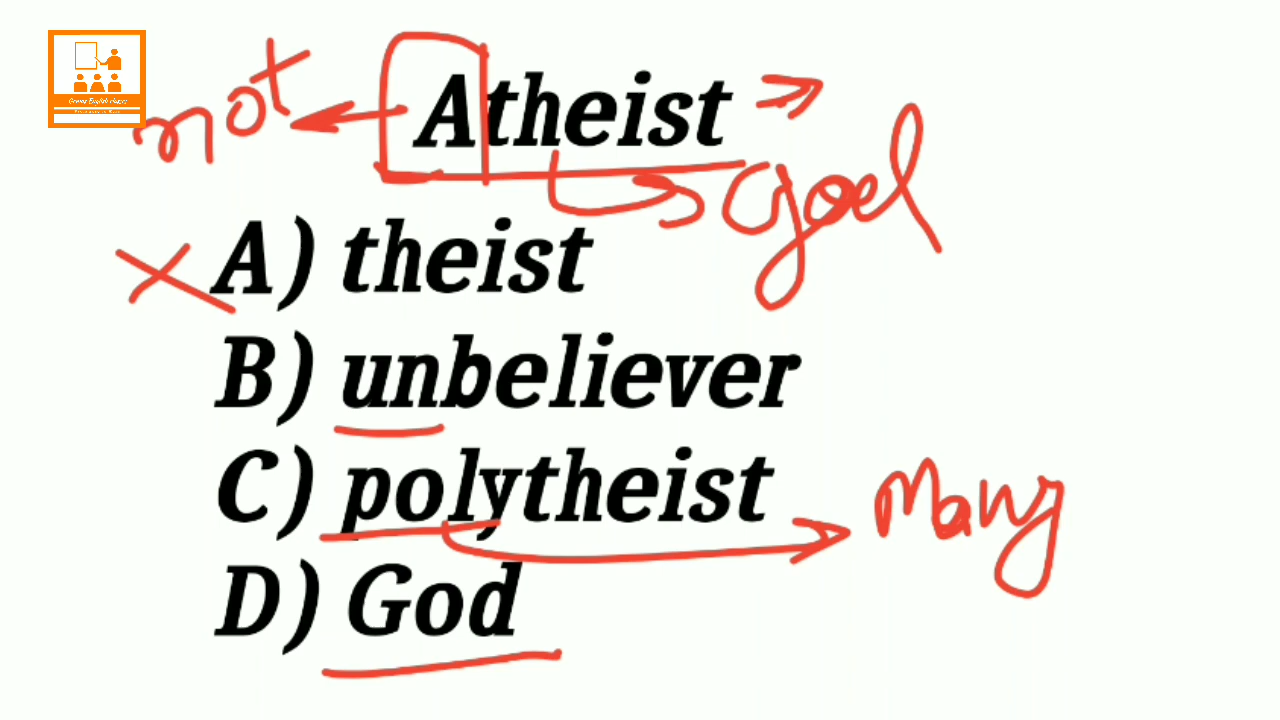 Atheist
not
God
A) theist
B) unbeliever
C) polytheist
Many
D) God